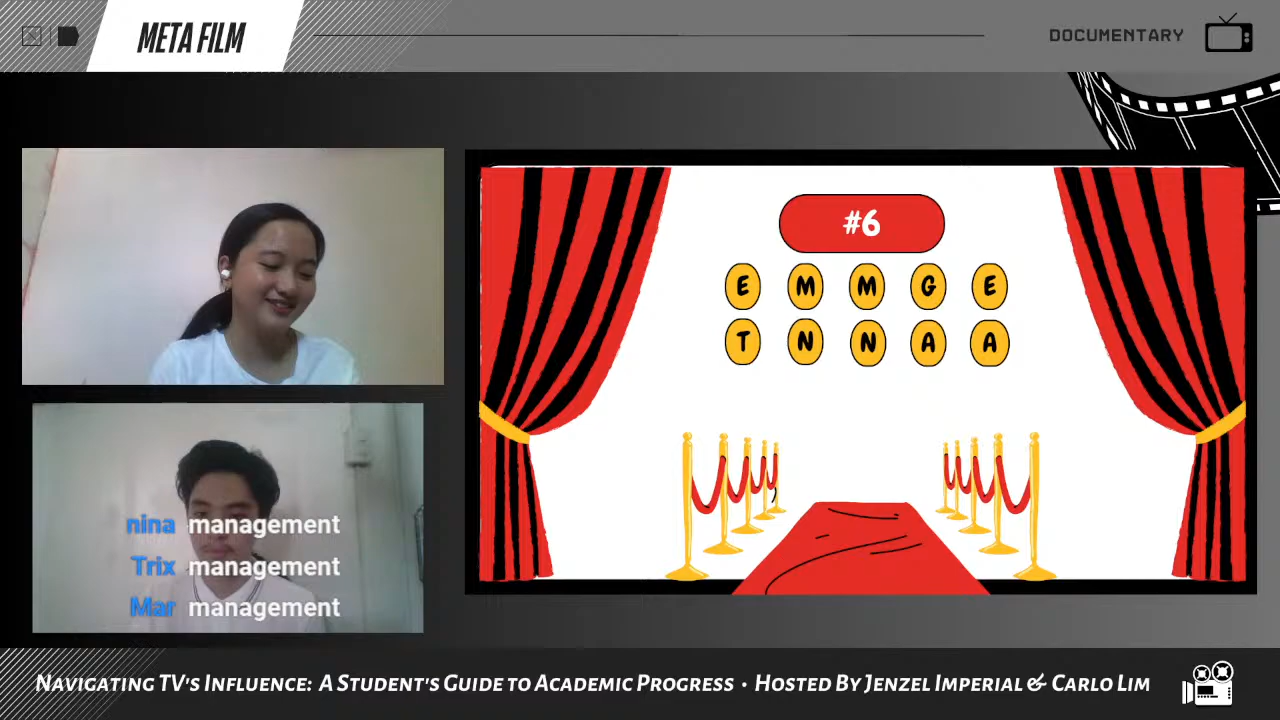 META FILM
DOCUMENTARY
#6
E M M G E
T N N A A
nina management
Trix management
Mar management
NAVIGATING TV'S INFLUENCE: A STUDENT'S GUIDE TO ACADEMIC PROGRESS • HOSTED BY JENZEL IMPERIAL & CARLO LIM